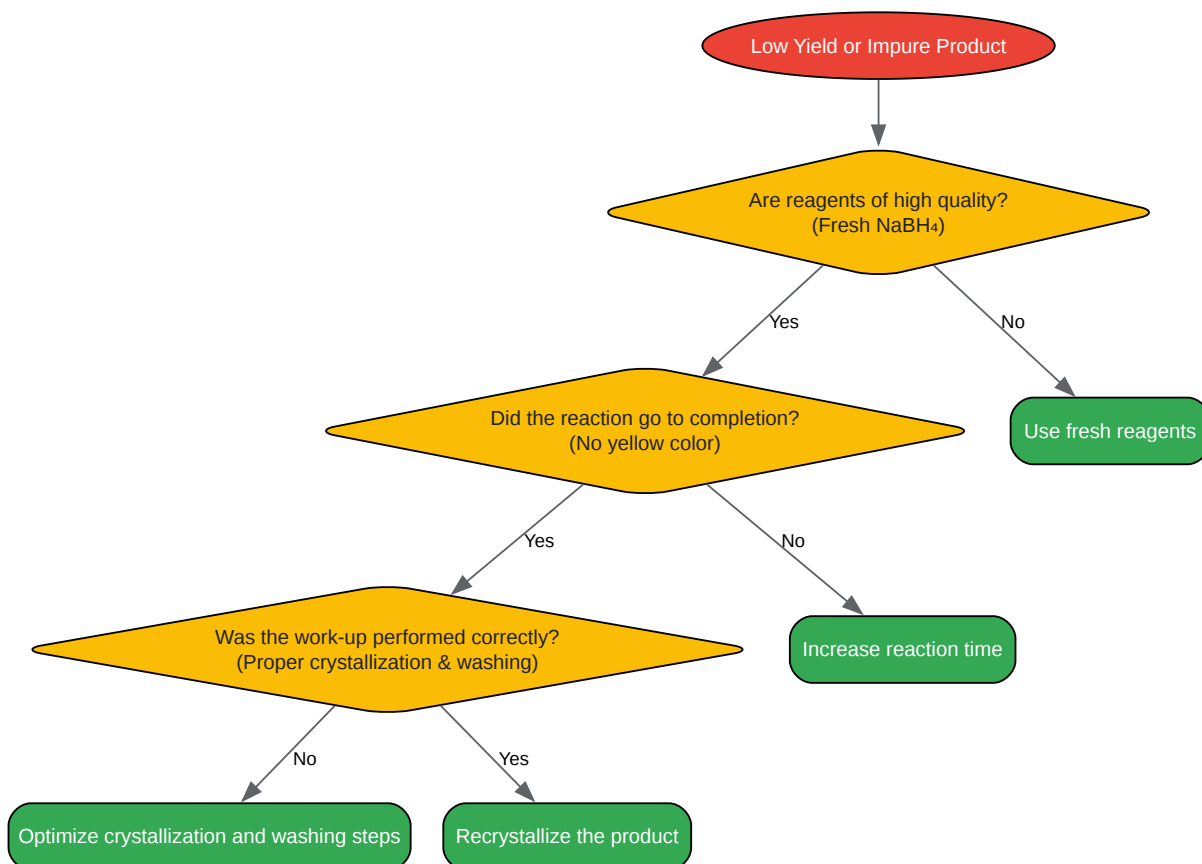 Low Yield or Impure Product
Are reagents of high quality?
(Fresh NaBH₄)
Yes
No
Did the reaction go to completion?
(No yellow color)
Use fresh reagents
Yes
No
Was the work-up performed correctly?
(Proper crystallization & washing)
Increase reaction time
No
Yes
Optimize crystallization and washing steps
Recrystallize the product